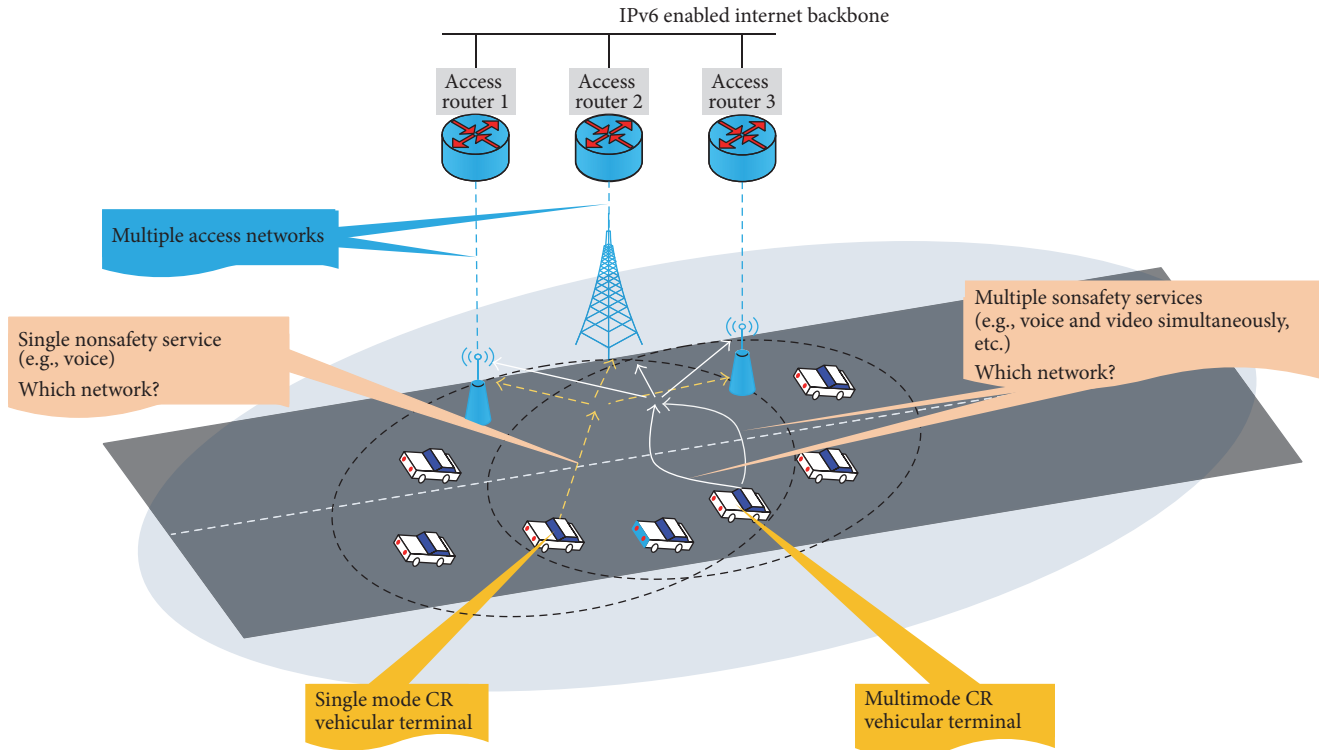 IPv6 enabled internet backbone
Access
router 1
Access
router 2
Access
router 3
Multiple access networks
Single nonsafety service
(e.g., voice)
Which network?
Multiple sonsafety services
(e.g., voice and video simultaneously,
etc.)
Which network?
Single mode CR
vehicular terminal
Multimode CR
vehicular terminal